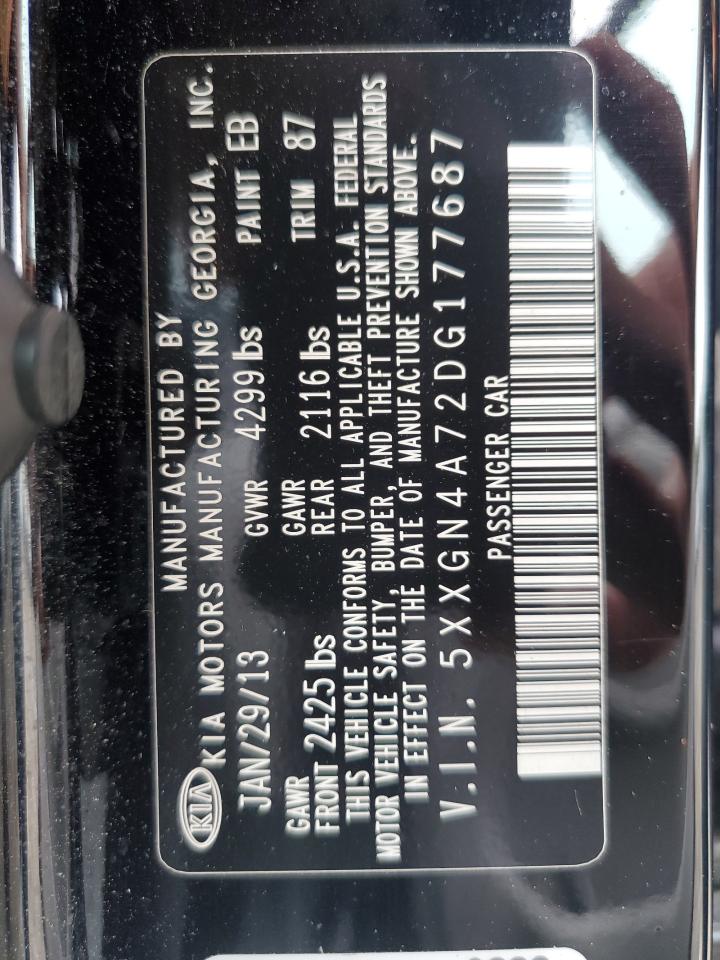 MANUFACTURED BY
KIA KIA MOTORS MANUFACTURING GEORGIA, INC.
JAN/29/13 GVWR 4299 lbs PAINT EB
GAWR FRONT 2425 lbs GAWR REAR 2116 lbs TRIM 87
THIS VEHICLE CONFORMS TO ALL APPLICABLE U.S.A. FEDERAL
MOTOR VEHICLE SAFETY, BUMPER, AND THEFT PREVENTION STANDARDS
IN EFFECT ON THE DATE OF MANUFACTURE SHOWN ABOVE.
V.I.N. 5XXGN4A72DG177687
PASSENGER CAR